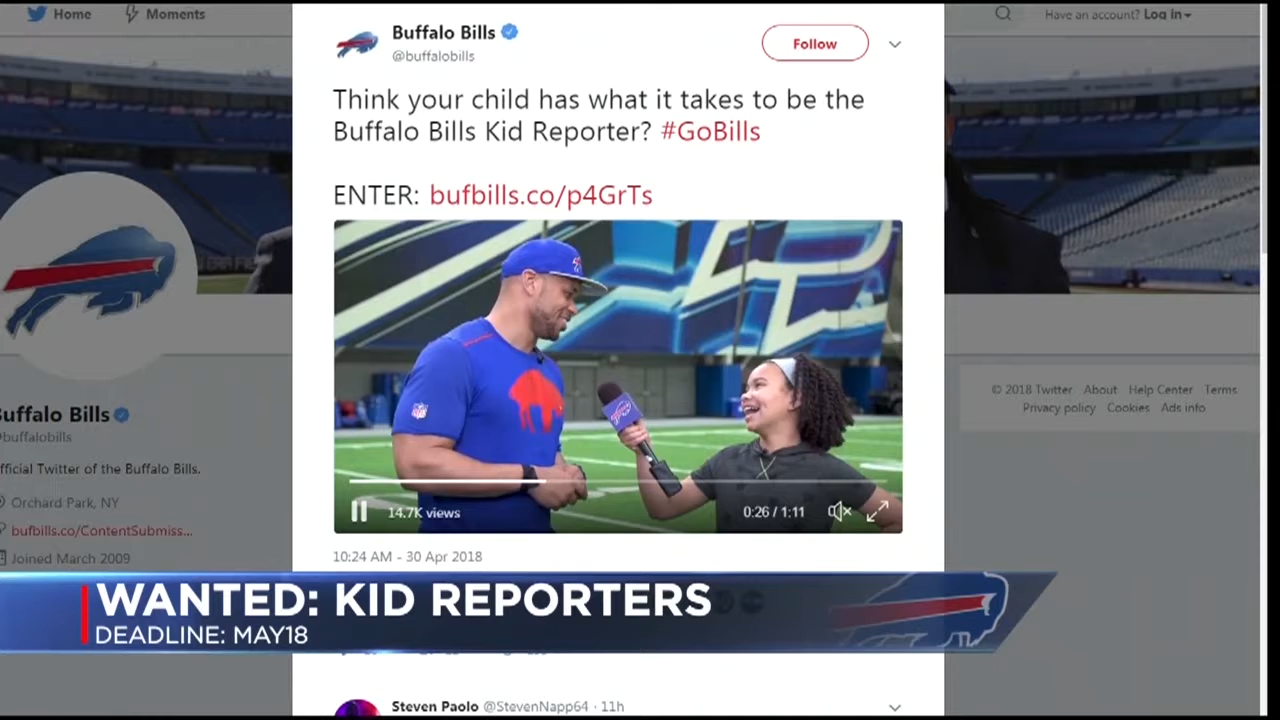 Home
Moments
Have an account? Log in
Buffalo Bills
@buffalobills
Follow
Think your child has what it takes to be the
Buffalo Bills Kid Reporter? #GoBills
ENTER: bufbills.co/p4GrTs
NFL
14.7K views
0:26 / 1:11
10:24 AM - 30 Apr 2018
uffalo Bills
buffalobills
fficial Twitter of the Buffalo Bills.
Orchard Park, NY
bufbills.co/ContentSubmiss...
Joined March 2009
© 2018 Twitter About Help Center Terms
Privacy policy Cookies Ads info
WANTED: KID REPORTERS
DEADLINE: MAY18
Steven Paolo @StevenNapp64 · 11h